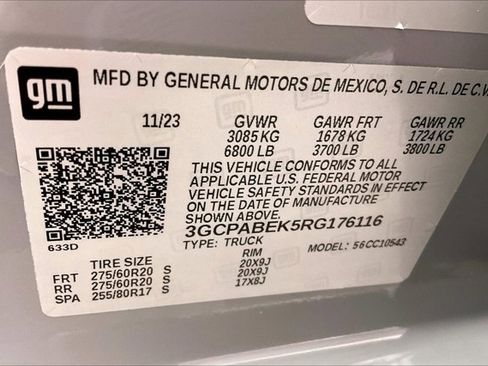 gm
MFD BY GENERAL MOTORS DE MEXICO, S. DE R.L. DE C.V.
11/23 GVWR GAWR FRT GAWR RR
3085 KG 1678 KG 1724 KG
6800 LB 3700 LB 3800 LB
THIS VEHICLE CONFORMS TO ALL
APPLICABLE U.S. FEDERAL MOTOR
VEHICLE SAFETY STANDARDS IN EFFECT
ON THE DATE OF MANUFACTURE
SHOWN ABOVE.
633D
3GCPABEK5RG176116
TYPE: TRUCK MODEL: 56CC10543
TIRE SIZE RIM
FRT 275/60R20 S 20X9J
RR 275/60R20 S 20X9J
SPA 255/80R17 S 17X8J